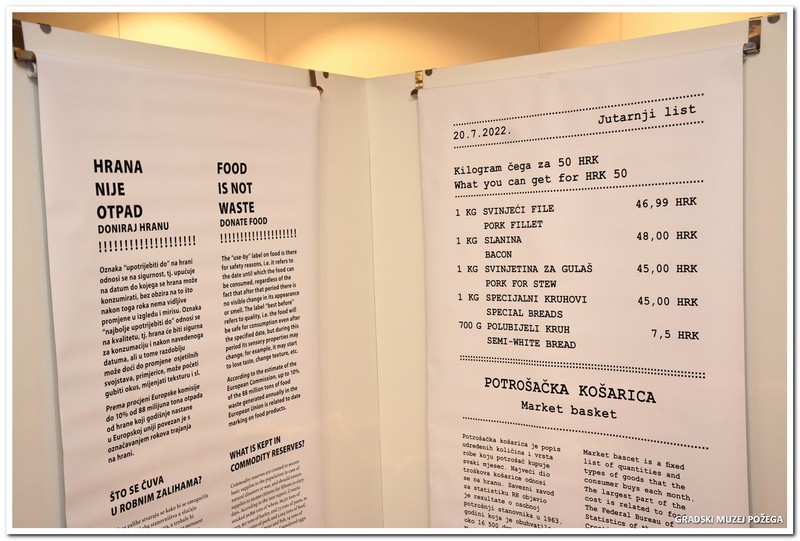 HRANA
NIJE
OTPAD
DONIRAJ HRANU
!!!!!!!!!!!!!!!!!!!!
Oznaka "upotrijebiti do" na hrani
odnosi se na sigurnost, tj. upućuje
na datum do kojega se hrana može
konzumirati, bez obzira na to što
nakon toga roka nema vidljive
promjene u izgledu i mirisu. Oznaka
"najbolje upotrijebiti do" odnosi se
na kvalitetu, tj. hrana će biti sigurna
za konzumaciju i nakon navedenoga
datuma, ali u tome razdoblju
može doći do promjene osjetilnih
svojstava, primjerice, može početi
gubiti okus, mijenjati teksturu i sl.
Prema procjeni Europske komisije
do 10% od 88 milijuna tona otpada
od hrane koji godišnje nastane
u Europskoj uniji povezan je s
označavanjem rokova trajanja
na hrani.
ŠTO SE ČUVA
U ROBNIM ZALIHAMA?
FOOD
IS NOT
WASTE
DONATE FOOD
!!!!!!!!!!!!!!!!!!!!
The "use-by" label on food is there
for safety reasons, i.e. it refers to
the date until which the food can
be consumed, regardless of the
fact that after that period there is
no visible change in its appearance
or smell. The label "best before"
refers to quality, i.e. the food will
be safe for consumption even after
the specified date, but during this
period its sensory properties may
change, for example, it may start
to lose taste, change texture, etc.
According to the estimate of the
European Commission, up to 10%
of the 88 million tons of food
waste generated annually in the
European Union is related to date
marking on food products.
WHAT IS KEPT IN
COMMODITY RESERVES?
20.7.2022. Jutarnji list
Kilogram čega za 50 HRK
What you can get for HRK 50
1 KG SVINJEĆI FILE 46,99 HRK
PORK FILLET
1 KG SLANINA 48,00 HRK
BACON
1 KG SVINJETINA ZA GULAŠ 45,00 HRK
PORK FOR STEW
1 KG SPECIJALNI KRUHOVI 45,00 HRK
SPECIAL BREADS
700 G POLUBIJELI KRUH 7,5 HRK
SEMI-WHITE BREAD
POTROŠAČKA KOŠARICA
Market basket
Potrošačka košarica je popis
određenih količina i vrsta
robe koju potrošač kupuje
svaki mjesec. Najveći dio
troškova košarice odnosi
se za hranu. Savezni zavod
za statistiku RH objavio
je rezultate o osobnoj
potrošnji stanovnika u 1963.
godini koja je obuhvatila
oko 16 500
Market bascet is a fixed
list of quantities and
types of goods that the
consumer buys each month.
The largest part of the
cost is related to
The Federal Bureau of
Statistics of the
GRADSKI MUZEJ POŽEGA